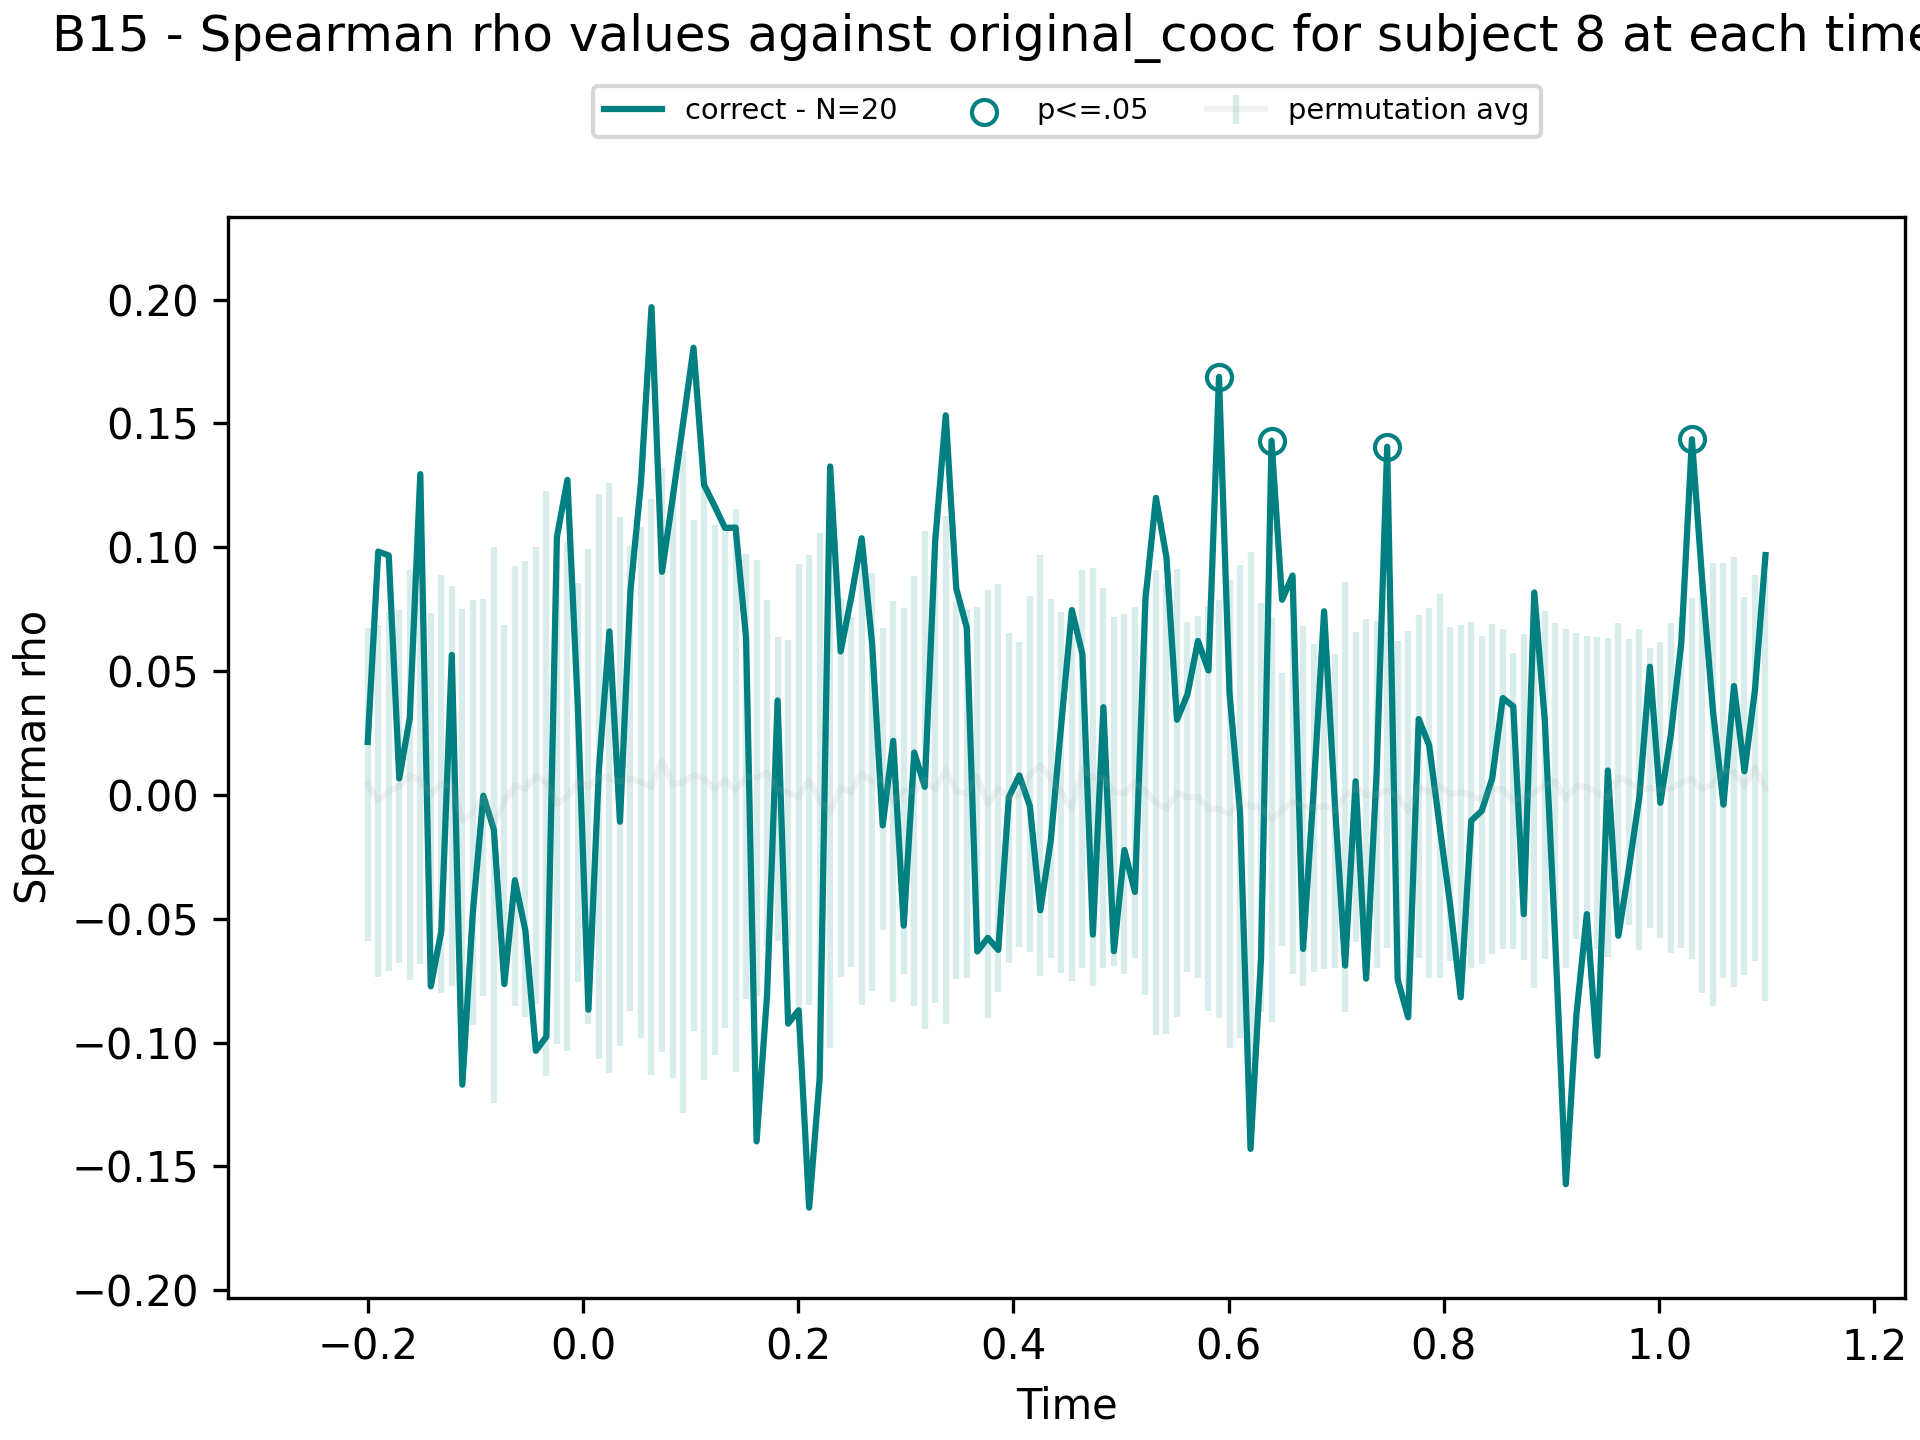 B15 - Spearman rho values against original_cooc for subject 8 at each time
correct - N=20 p<=.05 permutation avg
Spearman rho
0.20
0.15
0.10
0.05
0.00
−0.05
−0.10
−0.15
−0.20
−0.2 0.0 0.2 0.4 0.6 0.8 1.0 1.2
Time